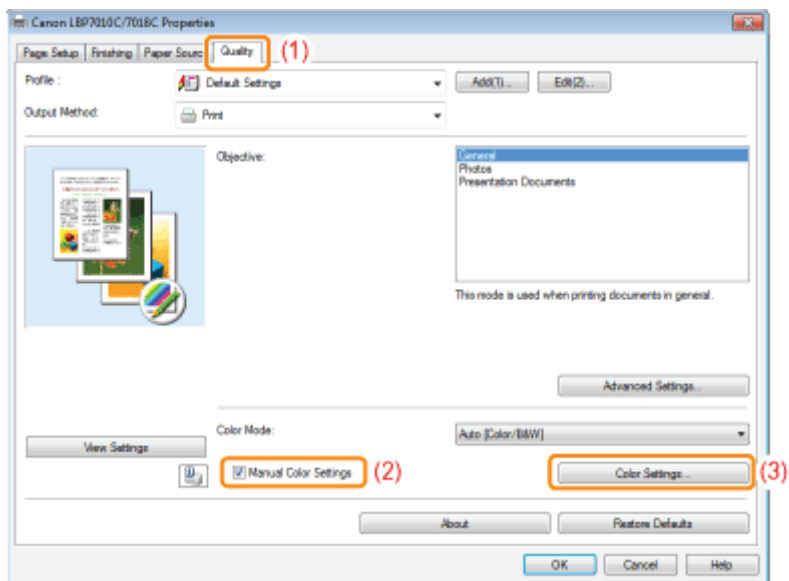 Canon LBP7010C/7018C Properties
Page Setup Finishing Paper Source Quality (1)
Profile : Default Settings Add(1)... Edit(2)...
Output Method: Print
Objective: General
Photos
Presentation Documents
This mode is used when printing documents in general.
Advanced Settings...
Color Mode: Auto [Color/B&W]
View Settings
Manual Color Settings (2) Color Settings... (3)
About Restore Defaults
OK Cancel Help